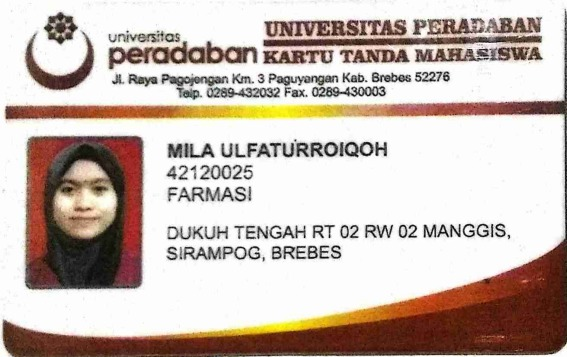 universitas
peradaban
UNIVERSITAS PERADABAN
KARTU TANDA MAHASISWA
Jl. Raya Pagojengan Km. 3 Paguyangan Kab. Brebes 52276
Telp. 0289-432032 Fax. 0289-430003
MILA ULFATURROIQOH
42120025
FARMASI
DUKUH TENGAH RT 02 RW 02 MANGGIS,
SIRAMPOG, BREBES